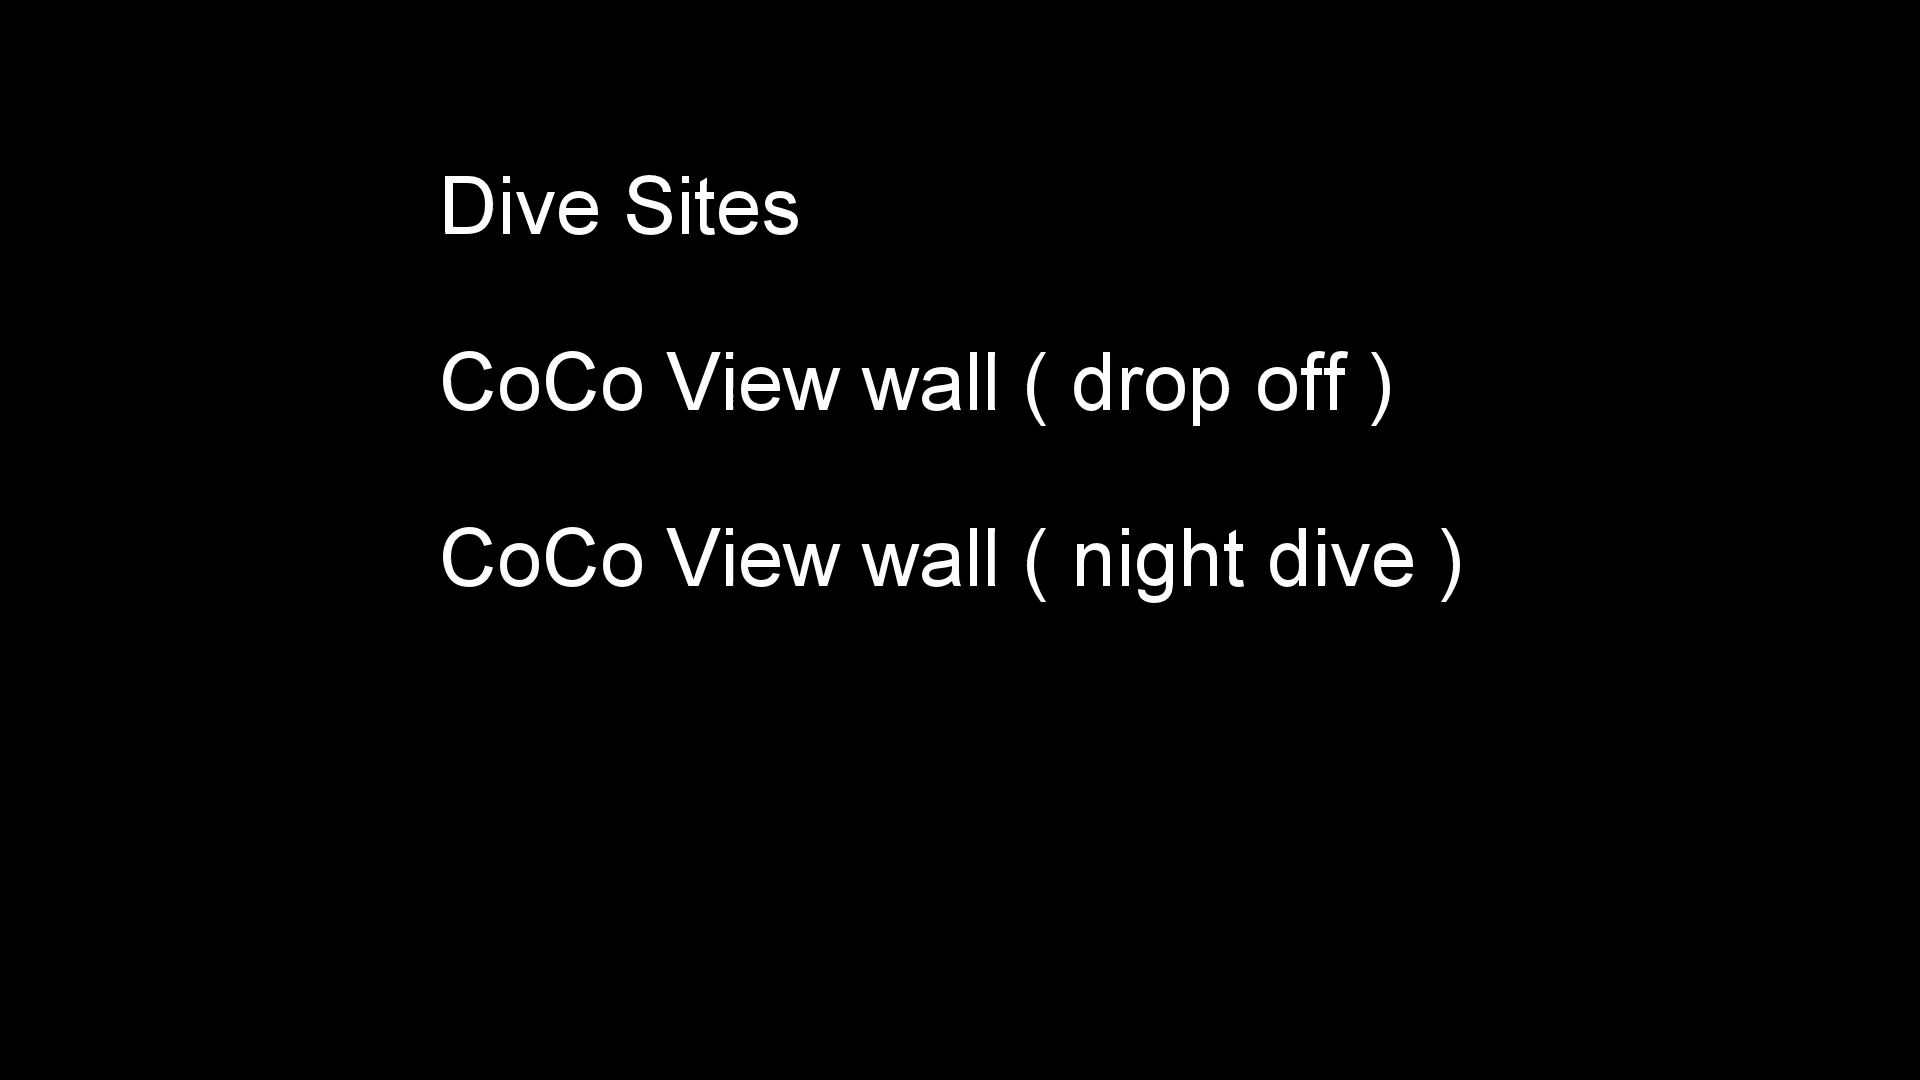 Dive Sites
CoCo View wall ( drop off )
CoCo View wall ( night dive )